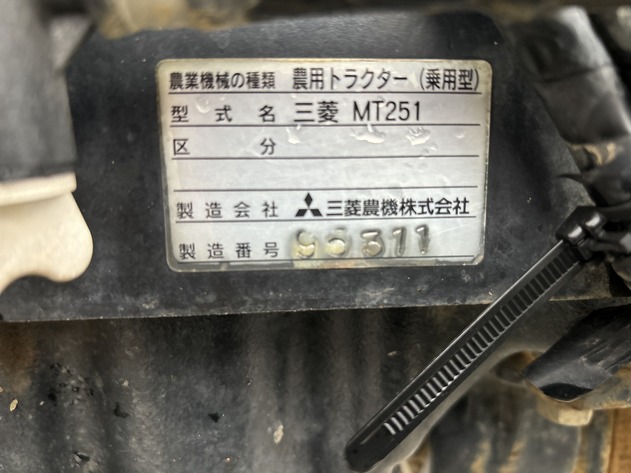 農業機械の種類 農用トラクター (乗用型)
型式名 三菱 MT251
区分
製造会社 三菱農機株式会社
製造番号